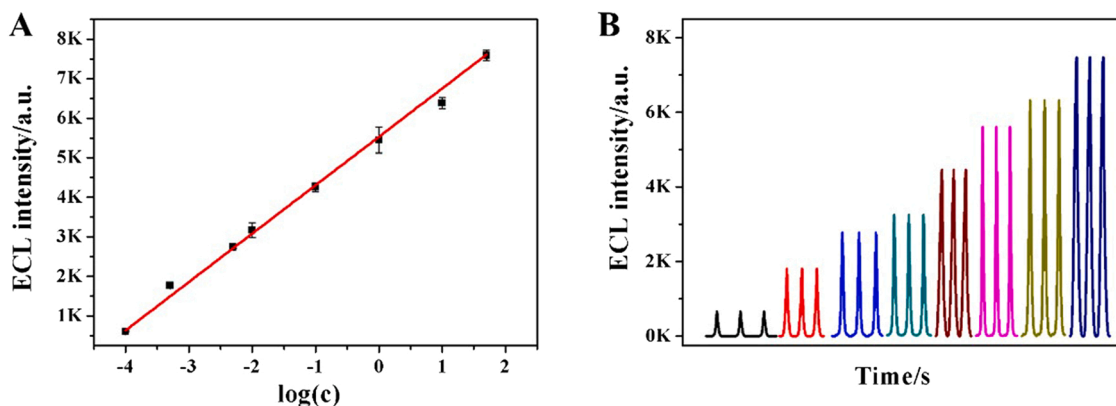 A
8K
7K
6K
5K
4K
3K
2K
1K
ECL intensity/a.u.
-4 -3 -2 -1 0 1 2
log(c)
B
8K
6K
4K
2K
0K
ECL intensity/a.u.
Time/s